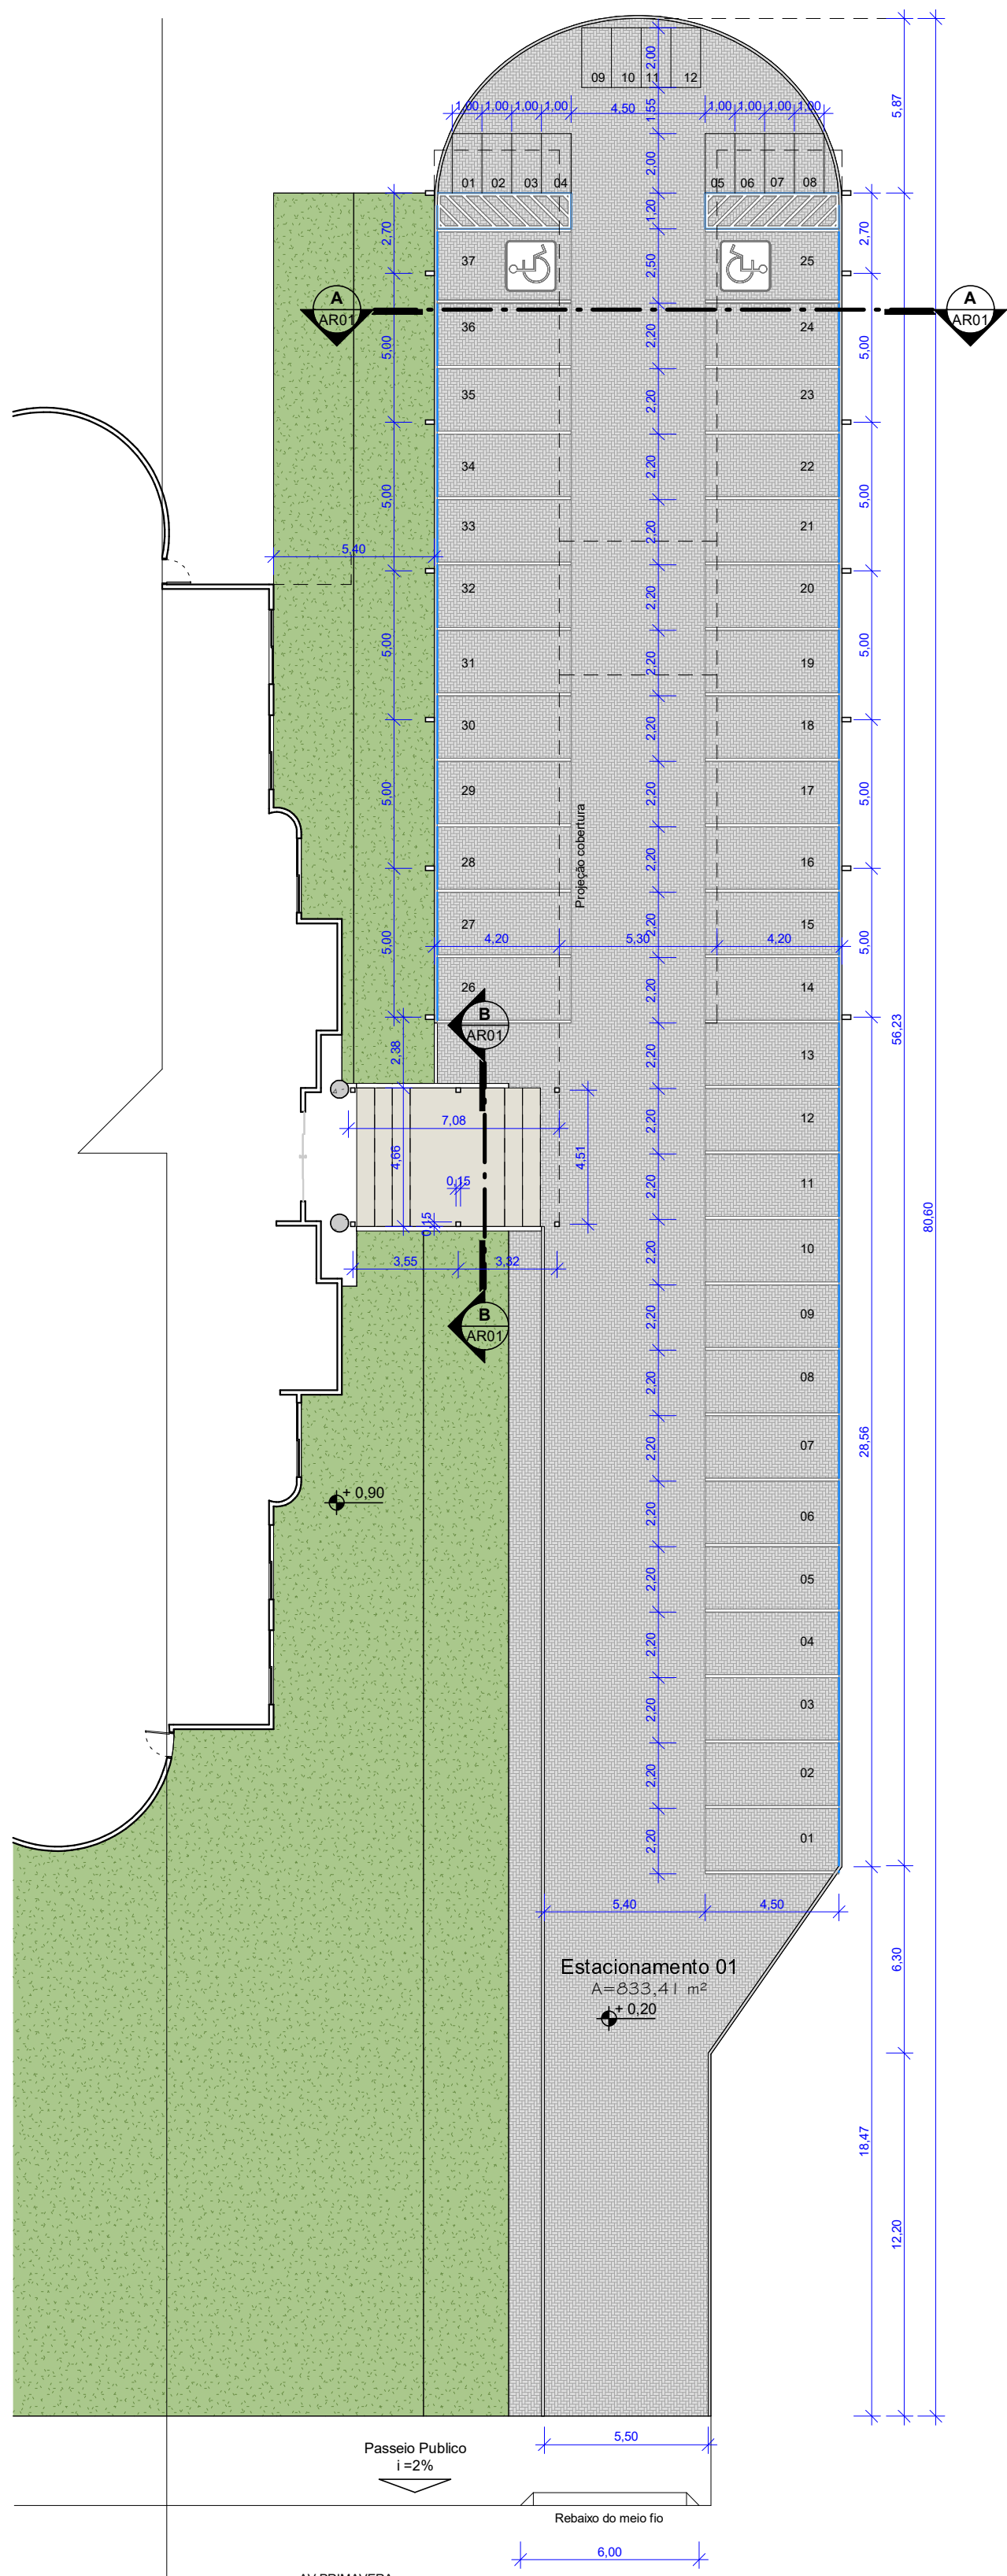 2,00
09 10 11 12
5,87
1,00 1,00 1,00 1,00 4,50 1,55 1,00 1,00 1,00 1,00
2,00
01 02 03 04 05 06 07 08
1,20
2,70 2,70
37 2,50 25
A A
AR01 AR01
36 2,20 24
5,00 5,00
35 2,20 23
34 2,20 22
5,00 5,00
33 2,20 21
5,40
32 2,20 20
31 2,20 19
5,00 5,00
30 2,20 18
29 2,20 17
5,00 5,00
Projeção cobertura
28 2,20 16
27 2,20 15
4,20 5,30 4,20
5,00 5,00
26 2,20 14
B
AR01
56,23
2,38 2,20 13
7,08 2,20 12
4,66 4,51
0,15 2,20 11
80,60
0,15
2,20 10
3,55 3,32
B
AR01
2,20 09
2,20 08
2,20 07
28,56
+ 0,90
2,20 06
2,20 05
2,20 04
2,20 03
2,20 02
2,20 01
5,40 4,50
6,30
Estacionamento 01
A=833,41 m²
+ 0,20
18,47
12,20
5,50
Passeio Publico
i =2%
Rebaixo do meio fio
6,00
AV PRIMAVERA